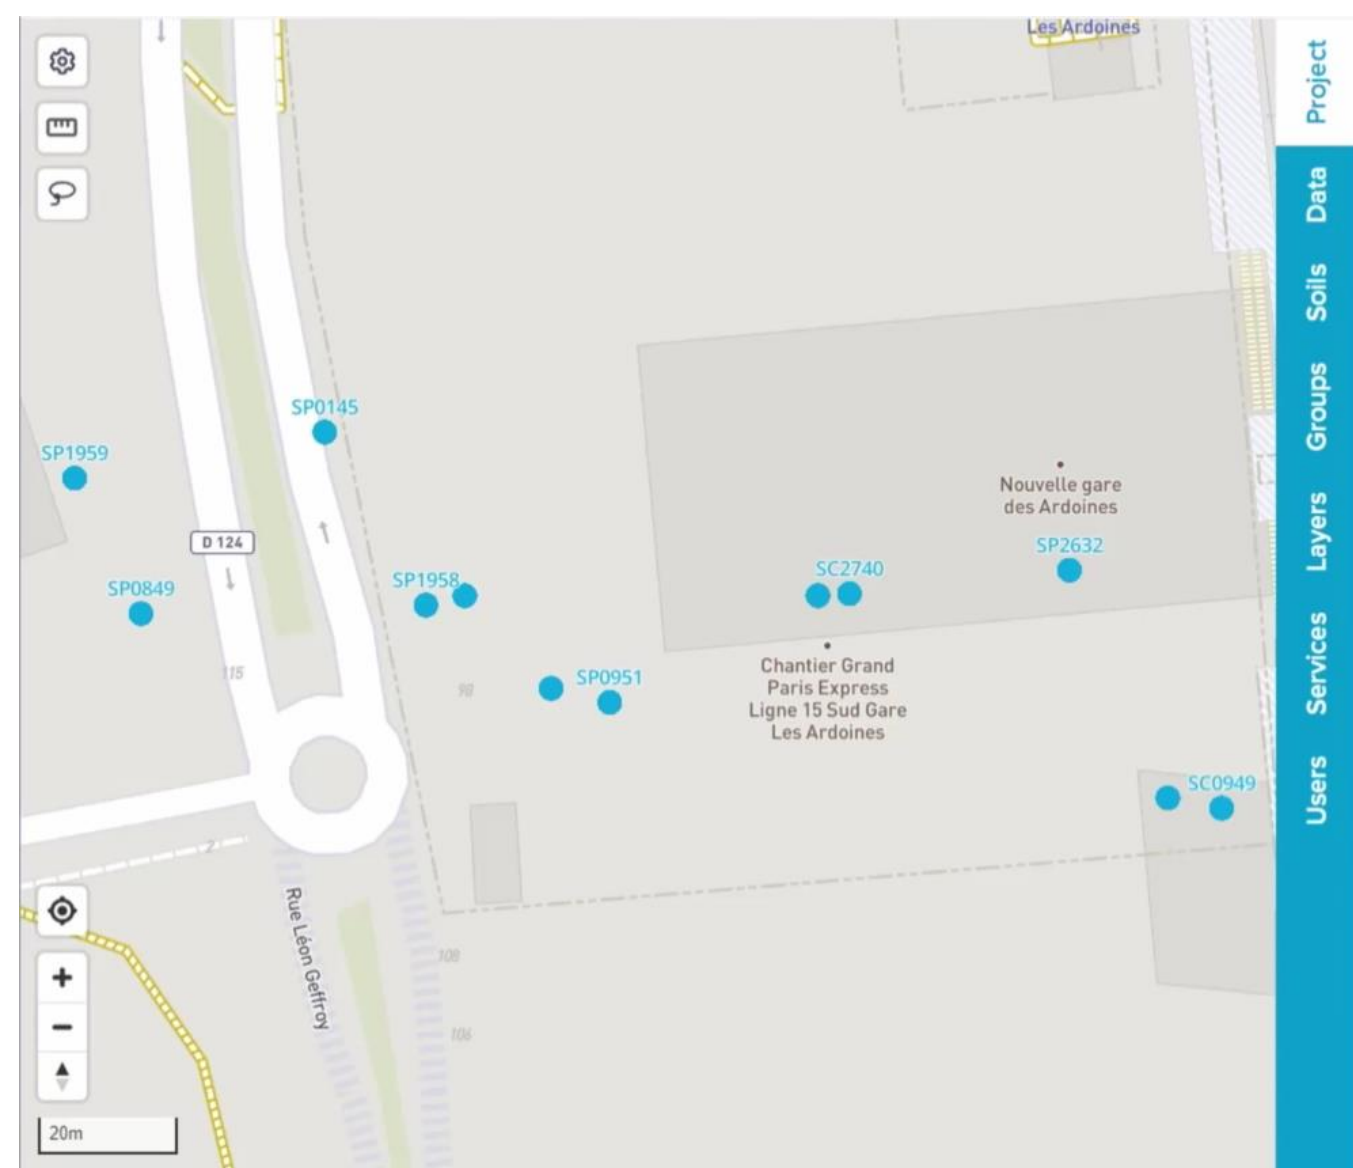 Les Ardoines
Project
Data
Soils
Groups
Layers
Services
Users
SP0145
SP1959
Nouvelle gare
des Ardoines
D 124
SP2632
SC2740
SP1958
SP0849
Chantier Grand
Paris Express
Ligne 15 Sud Gare
Les Ardoines
115
SP0951
98
SC0949
2
Rue Léon Geffroy
108
106
20m